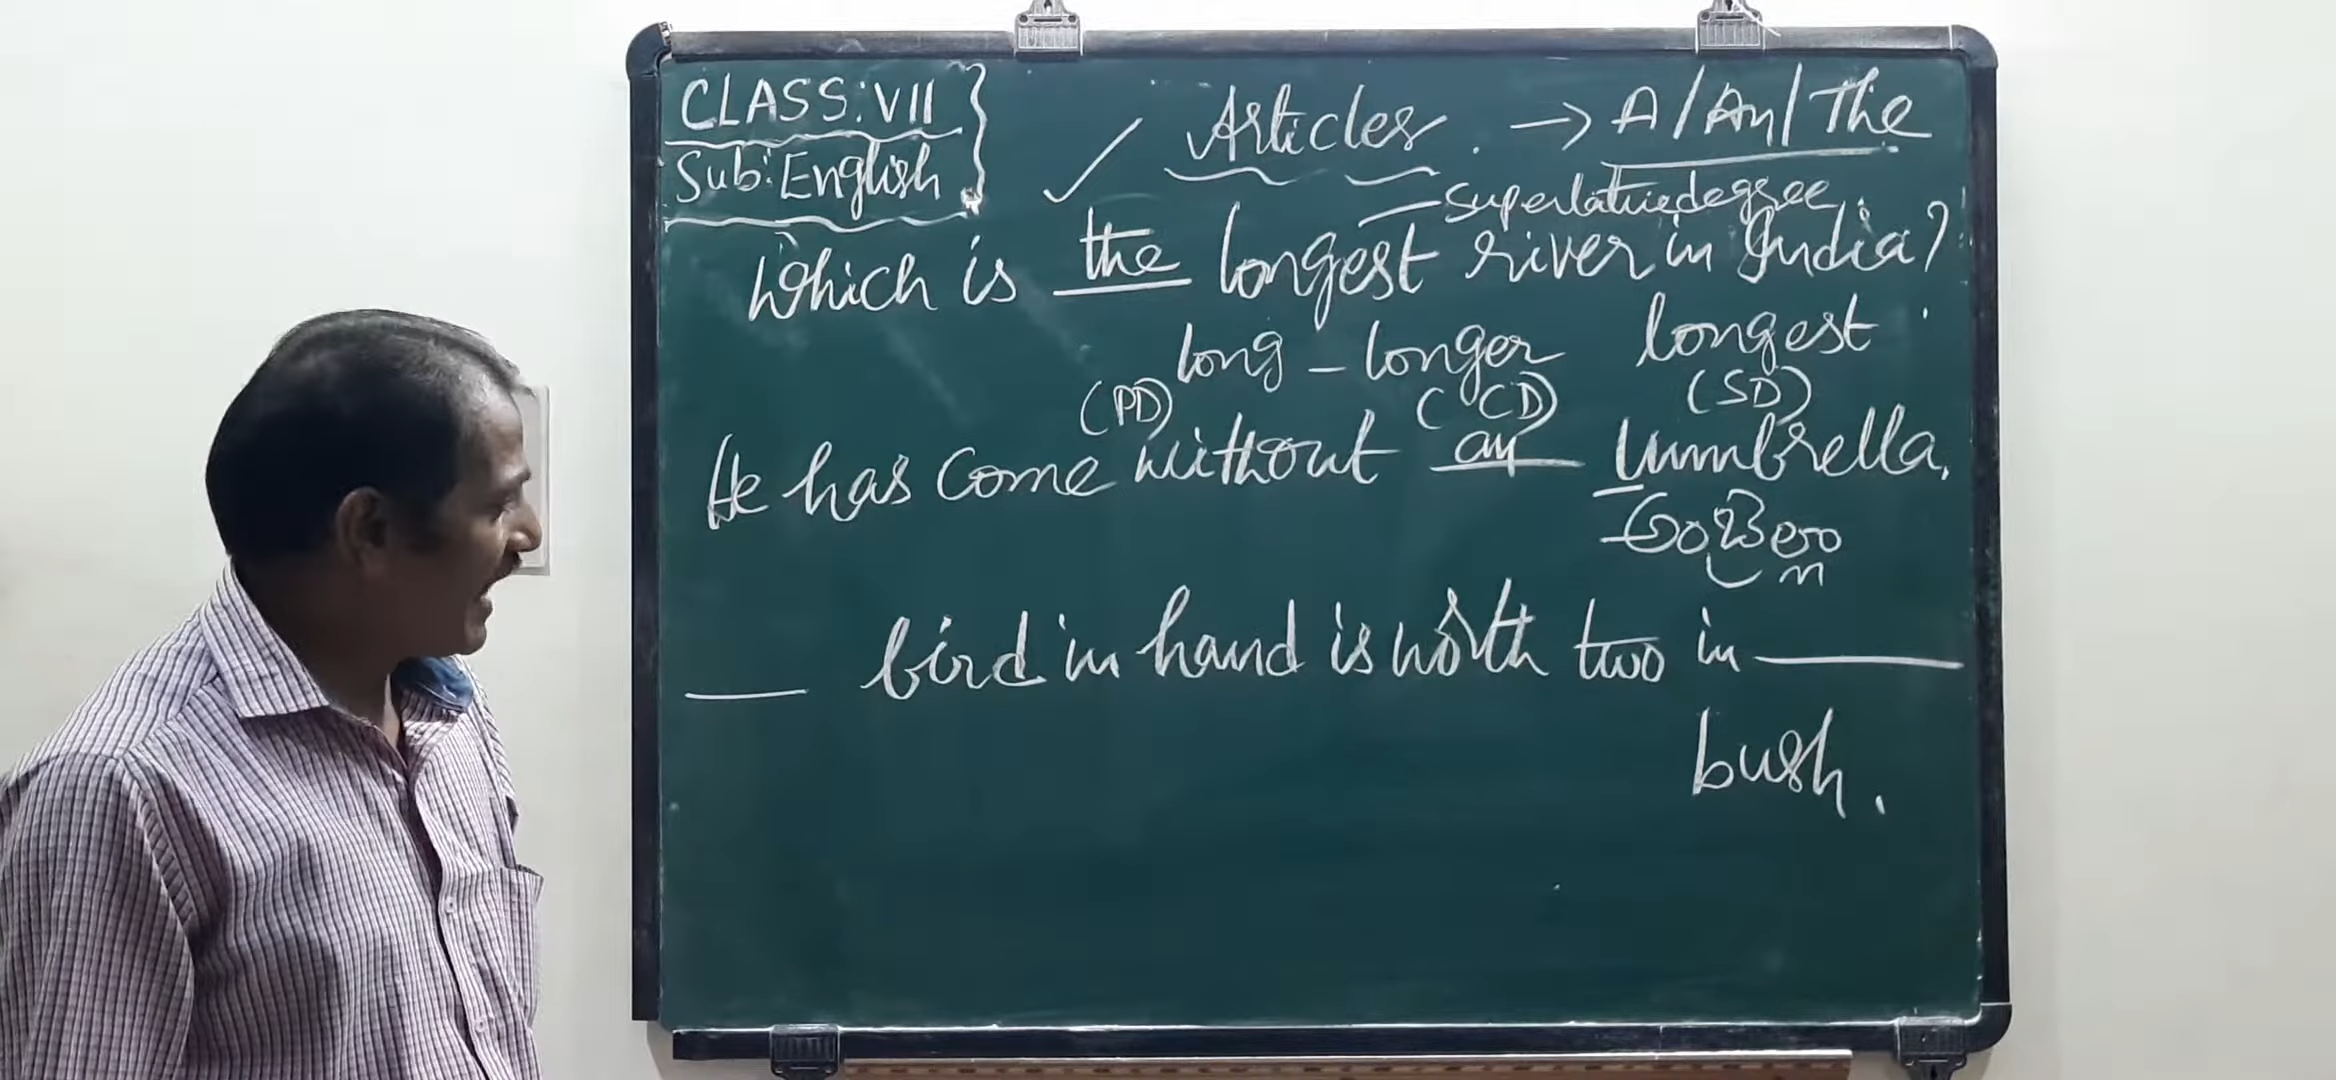 CLASS: VII
Sub: English
✓ Articles. → A/An/The
superlative degree.
Which is the longest river in India?
long - longer longest
(PD) (CD) (SD)
He has come without an umbrella.
___ bird in hand is worth two in ___
bush.